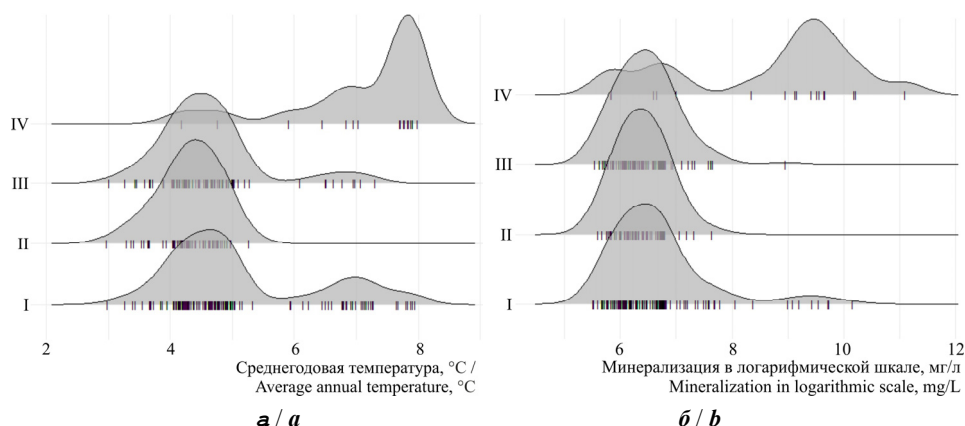 IV
III
II
I
2 4 6 8
Среднегодовая температура, °C /
Average annual temperature, °C
а / a
IV
III
II
I
6 8 10 12
Минерализация в логарифмической шкале, мг/л
Mineralization in logarithmic scale, mg/L
б / b